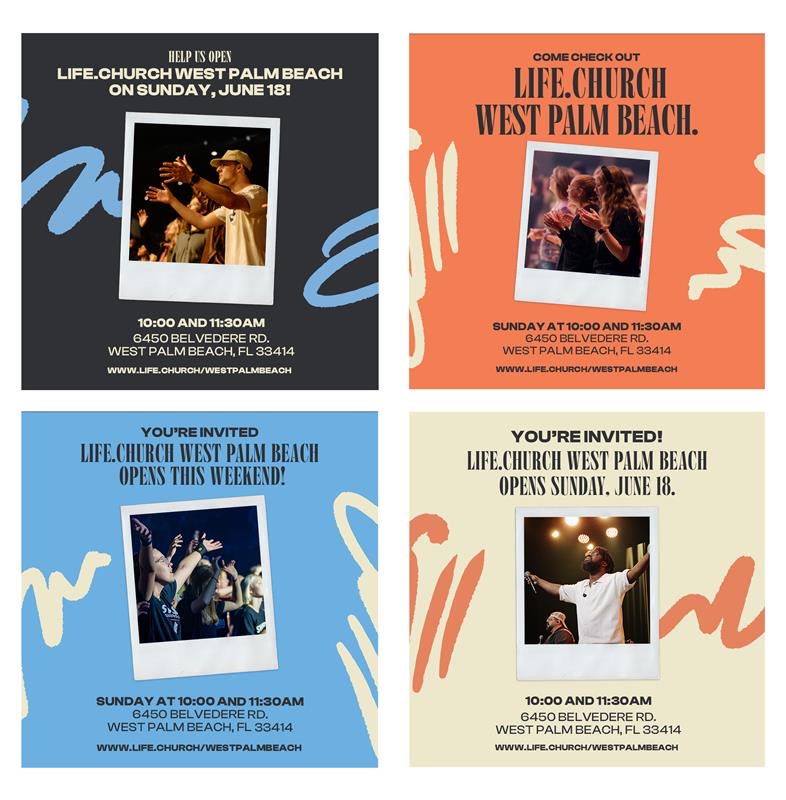 HELP US OPEN
LIFE.CHURCH WEST PALM BEACH
ON SUNDAY, JUNE 18!
10:00 AND 11:30AM
6450 BELVEDERE RD.
WEST PALM BEACH, FL 33414
WWW.LIFE.CHURCH/WESTPALMBEACH
COME CHECK OUT
LIFE.CHURCH
WEST PALM BEACH.
SUNDAY AT 10:00 AND 11:30AM
6450 BELVEDERE RD.
WEST PALM BEACH, FL 33414
WWW.LIFE.CHURCH/WESTPALMBEACH
YOU'RE INVITED
LIFE.CHURCH WEST PALM BEACH
OPENS THIS WEEKEND!
SUNDAY AT 10:00 AND 11:30AM
6450 BELVEDERE RD.
WEST PALM BEACH, FL 33414
WWW.LIFE.CHURCH/WESTPALMBEACH
YOU'RE INVITED!
LIFE.CHURCH WEST PALM BEACH
OPENS SUNDAY, JUNE 18.
10:00 AND 11:30AM
6450 BELVEDERE RD.
WEST PALM BEACH, FL 33414
WWW.LIFE.CHURCH/WESTPALMBEACH